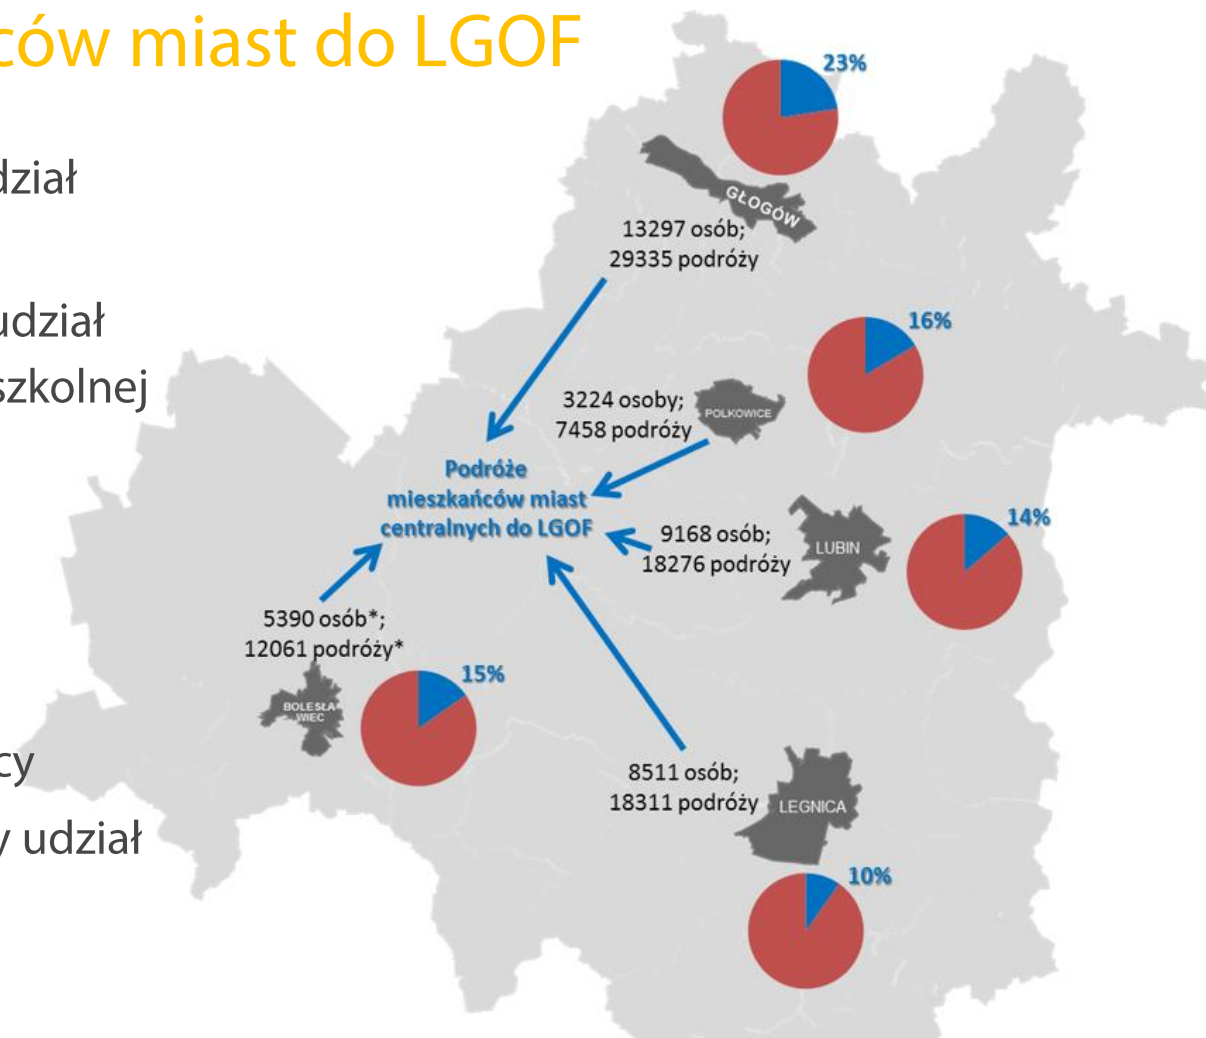 ców miast do LGOF
dział
udział
szkolnej
cy
y udział
23%
GŁOGÓW
13297 osób;
29335 podróży
16%
3224 osoby;
7458 podróży
POLKOWICE
Podróże
mieszkańców miast
centralnych do LGOF
14%
9168 osób;
18276 podróży
LUBIN
5390 osób*;
12061 podróży*
15%
BOLESŁA
WIEC
8511 osób;
18311 podróży
LEGNICA
10%